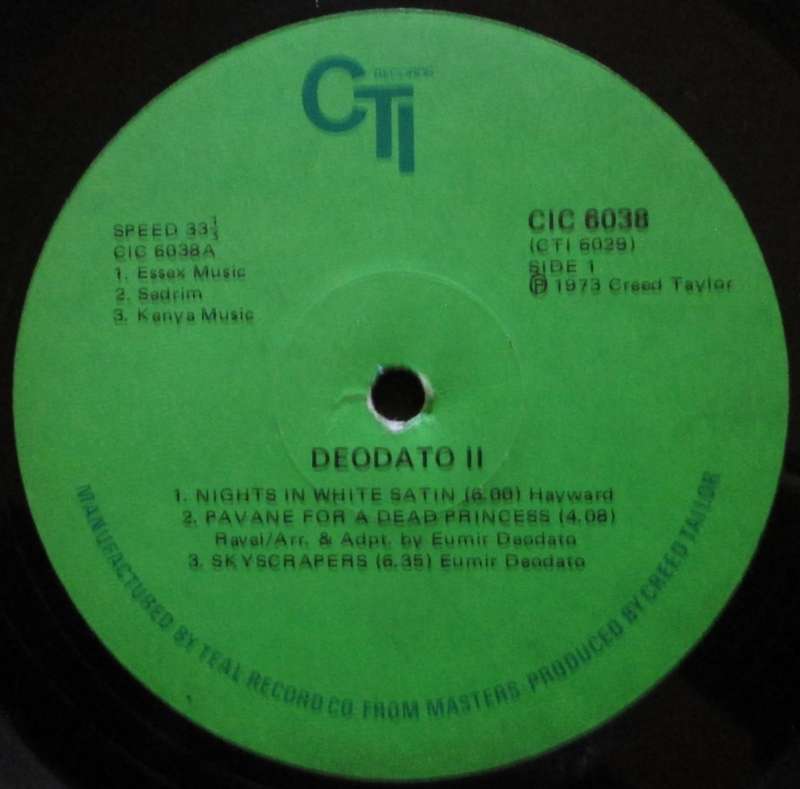 CTI RECORDS
SPEED 33⅓
CIC 6038A
1. Essex Music
2. Sedrim
3. Kenya Music
CIC 6038
(CTI 6029)
SIDE 1
℗ 1973 Creed Taylor
DEODATO II
1. NIGHTS IN WHITE SATIN (6.00) Hayward
2. PAVANE FOR A DEAD PRINCESS (4.08)
Ravel/Arr. & Adpt. by Eumir Deodato
3. SKYSCRAPERS (6.35) Eumir Deodato
MANUFACTURED BY TEAL RECORD CO. FROM MASTERS PRODUCED BY CREED TAYLOR